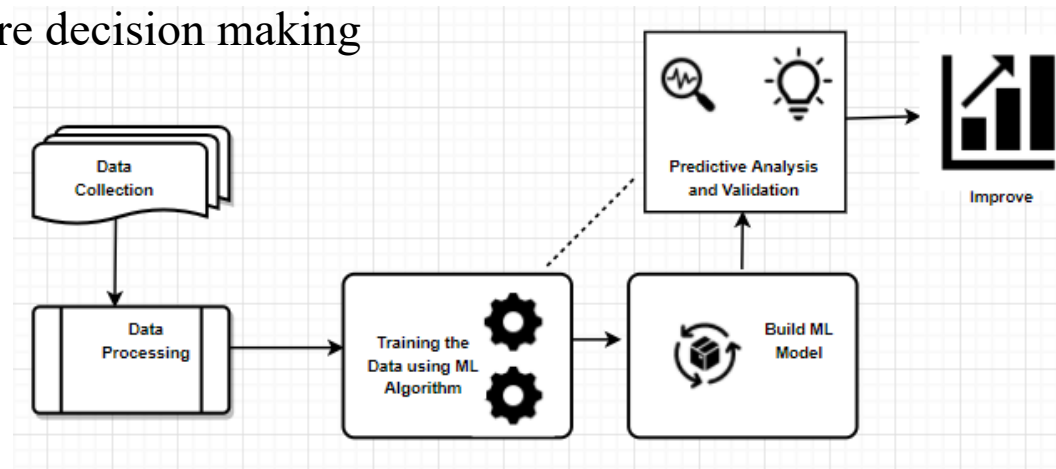 re decision making
Data
Collection
Data
Processing
Training the
Data using ML
Algorithm
Build ML
Model
Predictive Analysis
and Validation
Improve